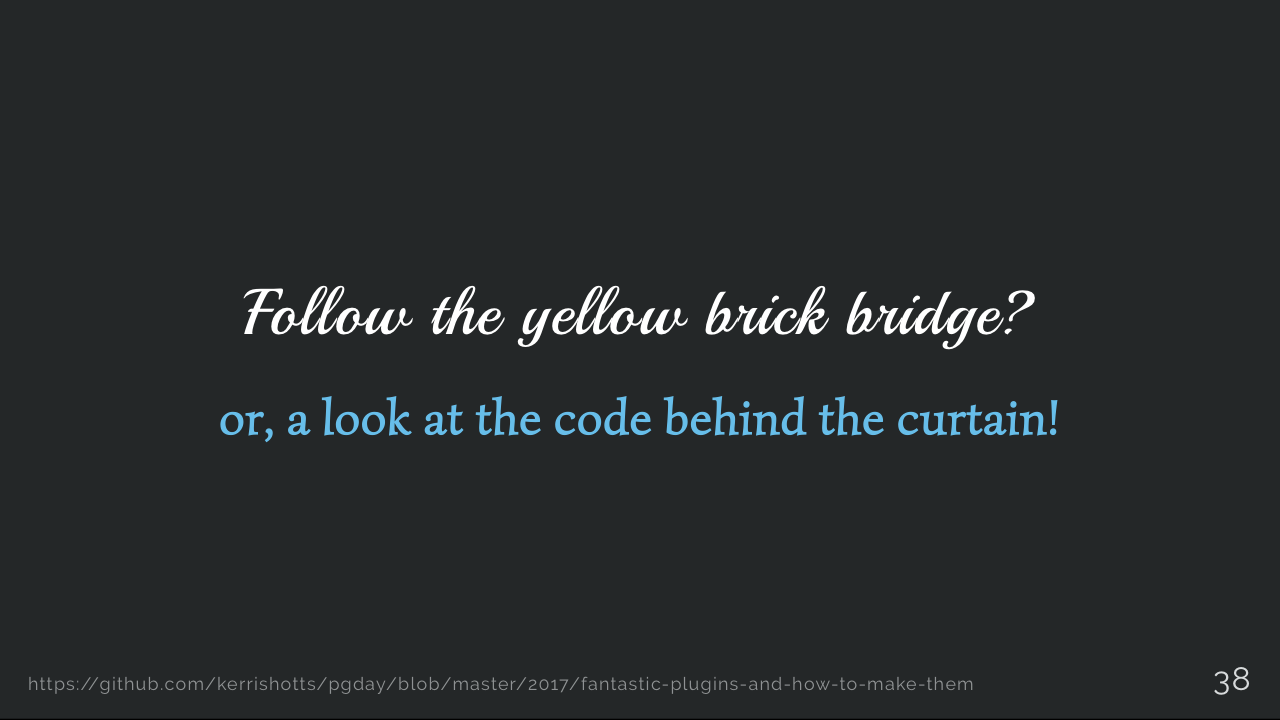 Follow the yellow brick bridge?
or, a look at the code behind the curtain!
https://github.com/kerrishotts/pgday/blob/master/2017/fantastic-plugins-and-how-to-make-them
38